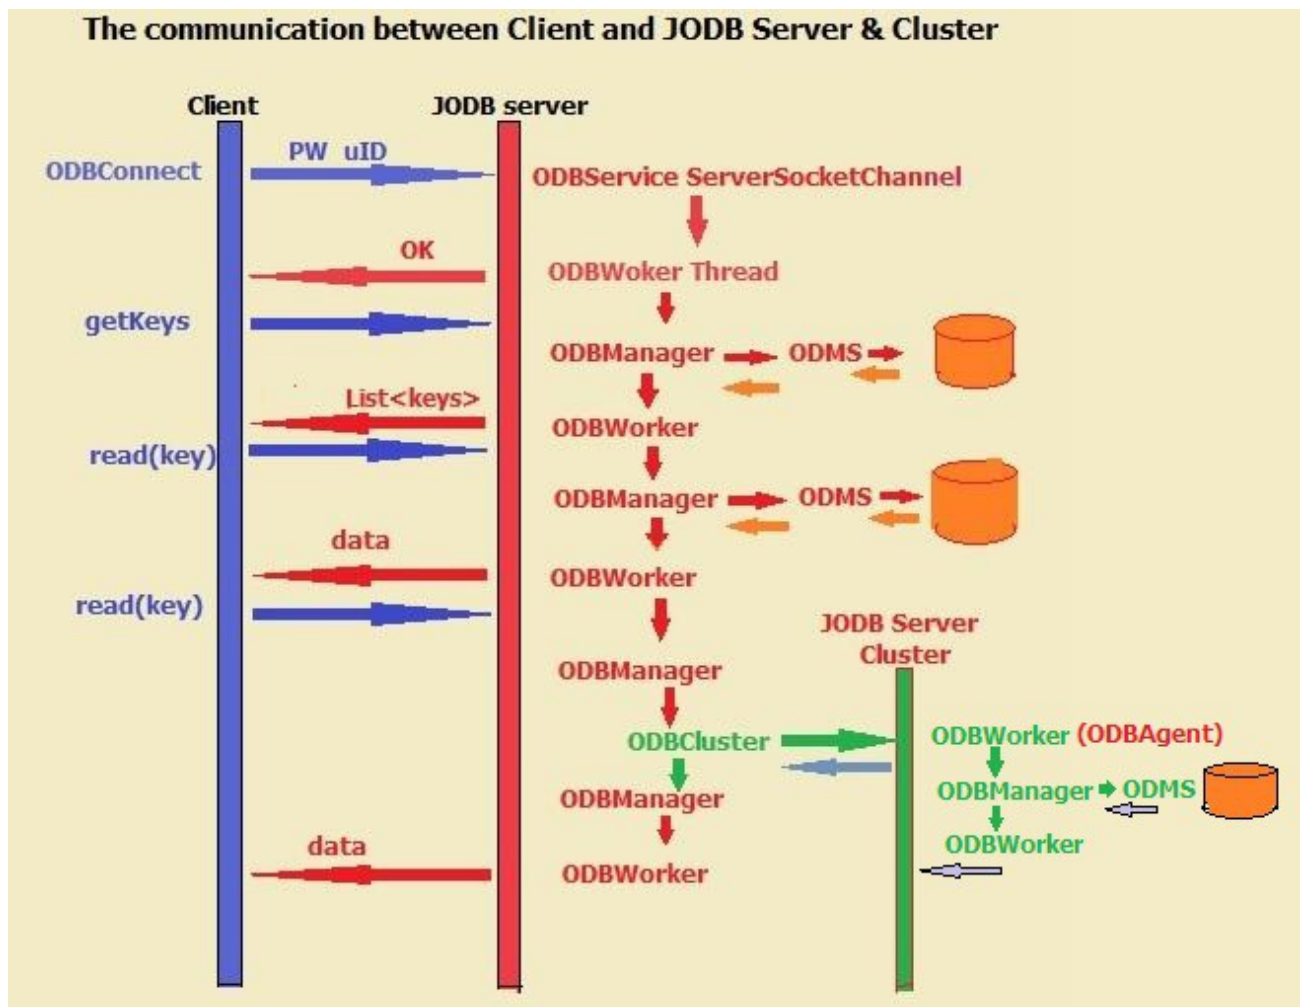 The communication between Client and JODB Server & Cluster
Client
JODB server
ODBConnect
PW uID
ODBService ServerSocketChannel
OK
ODBWoker Thread
getKeys
ODBManager
ODMS
List<keys>
ODBWorker
read(key)
ODBManager
ODMS
data
ODBWorker
read(key)
JODB Server
Cluster
ODBManager
ODBCluster
ODBWorker (ODBAgent)
ODBManager
ODMS
ODBManager
ODBWorker
data
ODBWorker